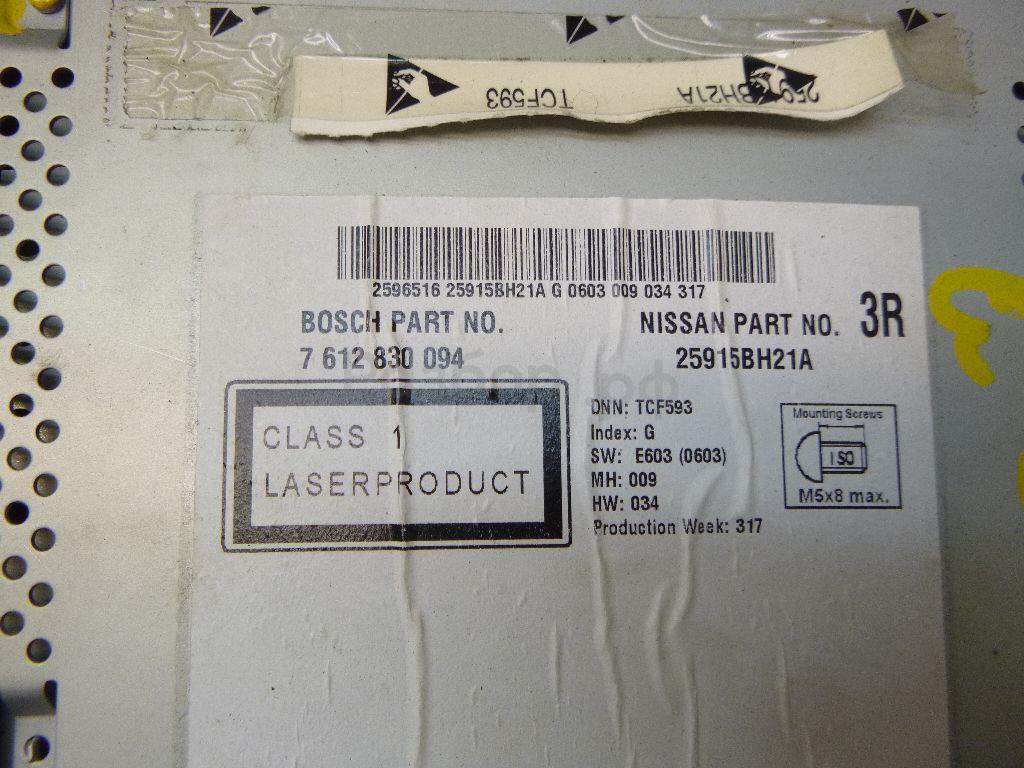 TCF593 25915BH21A
2596516 25915BH21A G 0603 009 034 317
BOSCH PART NO.
7 612 830 094
NISSAN PART NO. 3R
25915BH21A
CLASS 1
LASERPRODUCT
DNN: TCF593
Index: G
SW: E603 (0603)
MH: 009
HW: 034
Production Week: 317
Mounting Screws
ISO
M5x8 max.